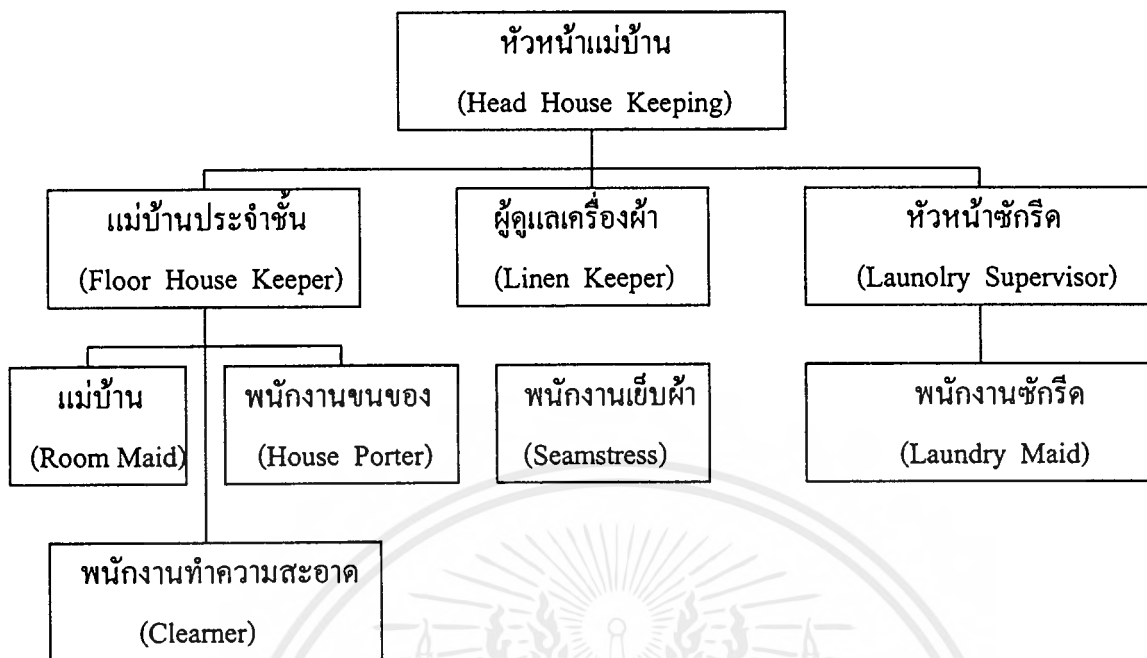 หัวหน้าแม่บ้าน
(Head House Keeping)
แม่บ้านประจำชั้น
(Floor House Keeper)
ผู้ดูแลเครื่องผ้า
(Linen Keeper)
หัวหน้าซักรีด
(Launolry Supervisor)
แม่บ้าน
(Room Maid)
พนักงานขนของ
(House Porter)
พนักงานเย็บผ้า
(Seamstress)
พนักงานซักรีด
(Laundry Maid)
พนักงานทำความสะอาด
(Clearner)